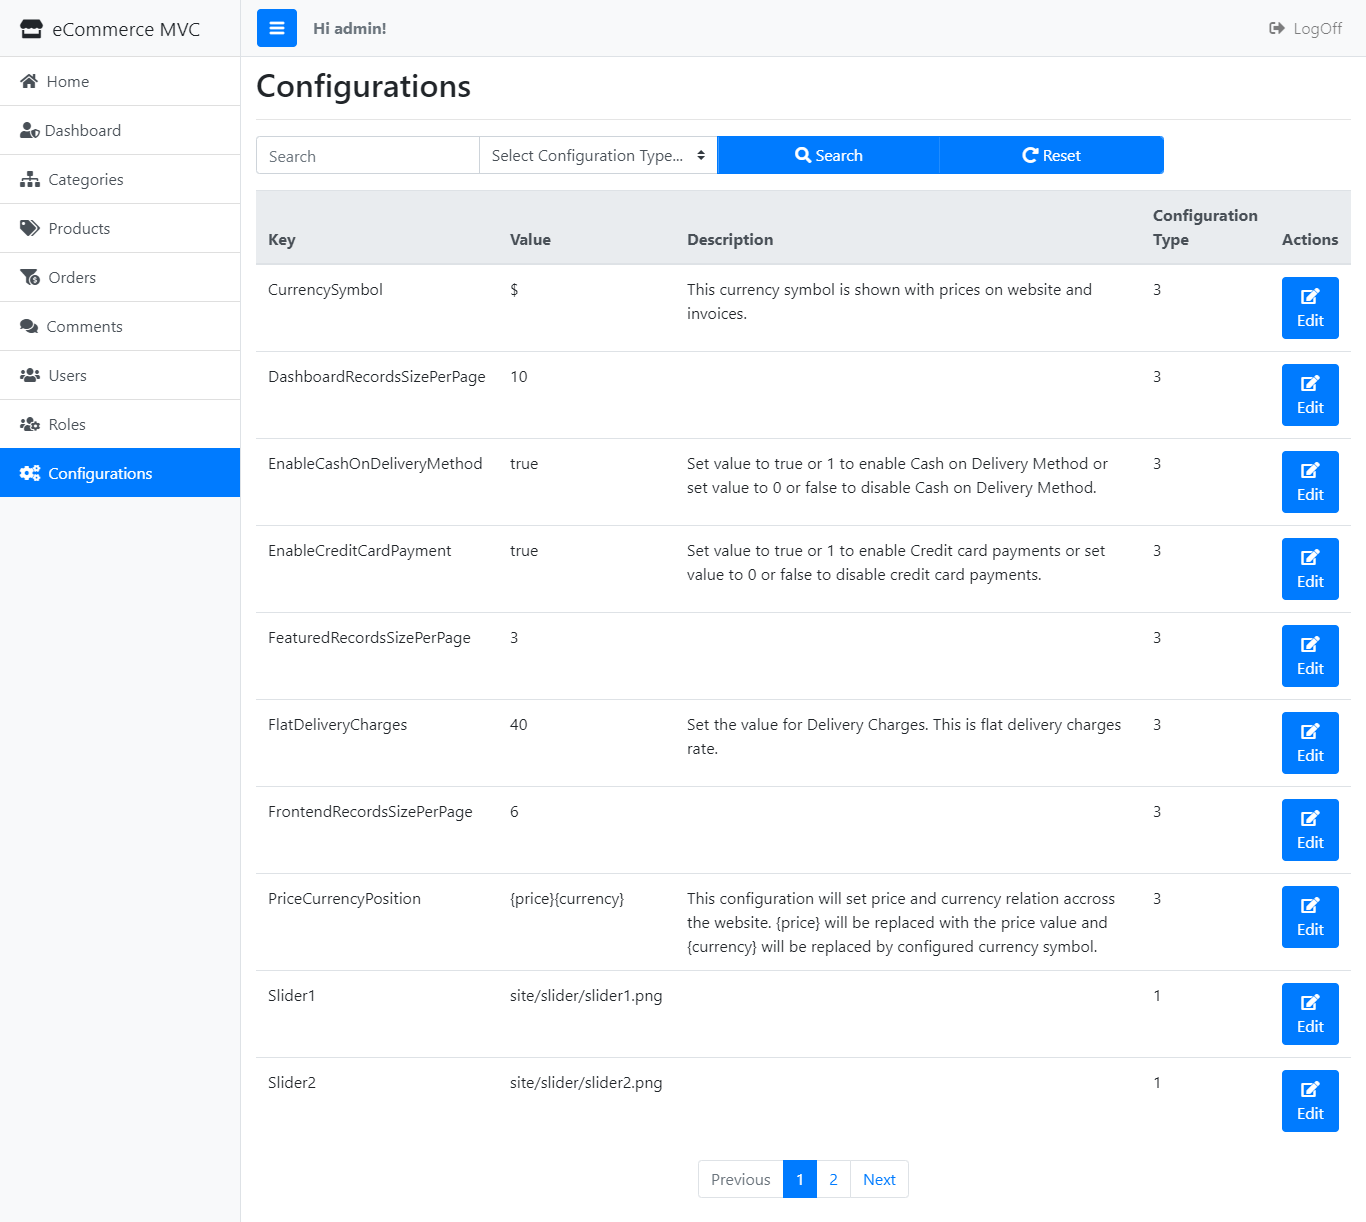 eCommerce MVC
Hi admin!
LogOff
Home
Dashboard
Categories
Products
Orders
Comments
Users
Roles
Configurations
Configurations
Search
Select Configuration Type...
Search
Reset
Key
Value
Description
Configuration
Type
Actions
CurrencySymbol
$
This currency symbol is shown with prices on website and
invoices.
3
Edit
DashboardRecordsSizePerPage
10
3
Edit
EnableCashOnDeliveryMethod
true
Set value to true or 1 to enable Cash on Delivery Method or
set value to 0 or false to disable Cash on Delivery Method.
3
Edit
EnableCreditCardPayment
true
Set value to true or 1 to enable Credit card payments or set
value to 0 or false to disable credit card payments.
3
Edit
FeaturedRecordsSizePerPage
3
3
Edit
FlatDeliveryCharges
40
Set the value for Delivery Charges. This is flat delivery charges
rate.
3
Edit
FrontendRecordsSizePerPage
6
3
Edit
PriceCurrencyPosition
{price}{currency}
This configuration will set price and currency relation accross
the website. {price} will be replaced with the price value and
{currency} will be replaced by configured currency symbol.
3
Edit
Slider1
site/slider/slider1.png
1
Edit
Slider2
site/slider/slider2.png
1
Edit
Previous
1
2
Next